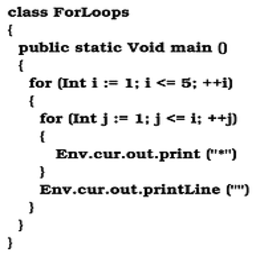 class ForLoops
{
public static Void main ()
{
for (Int i := 1; i <= 5; ++i)
{
for (Int j := 1; j <= i; ++j)
{
Env.cur.out.print ("*")
}
Env.cur.out.printLine ("")
}
}
}